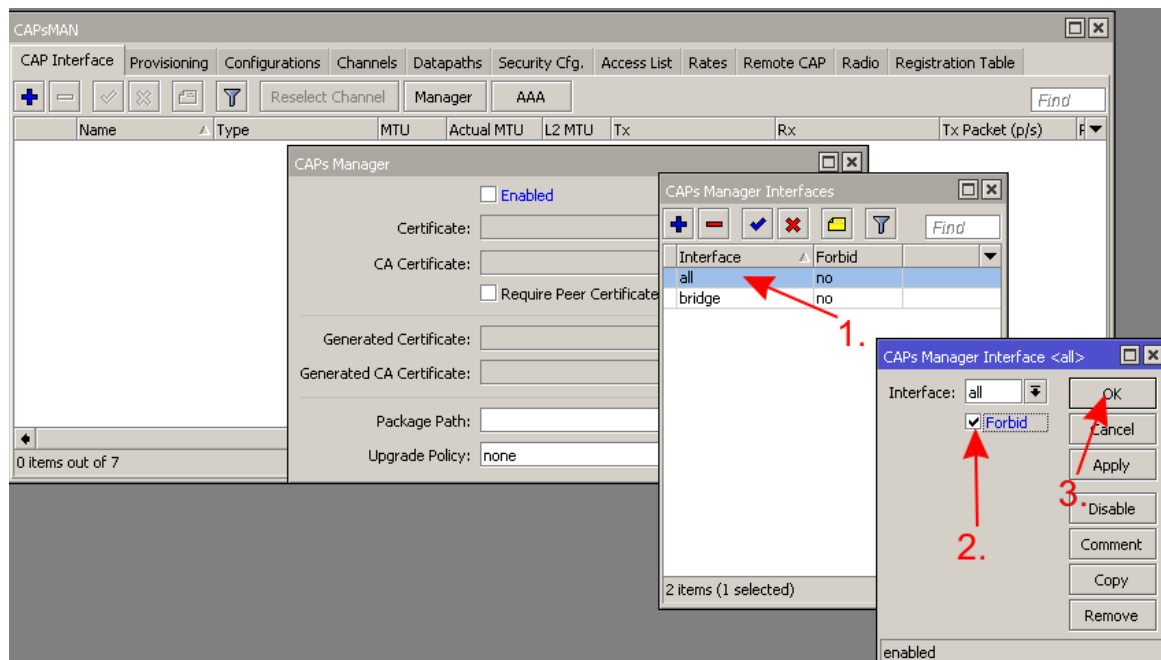 CAPsMAN
CAP Interface Provisioning Configurations Channels Datapaths Security Cfg. Access List Rates Remote CAP Radio Registration Table
Reselect Channel Manager AAA Find
Name Type MTU Actual MTU L2 MTU Tx Rx Tx Packet (p/s)
0 items out of 7
CAPs Manager
Enabled
Certificate:
CA Certificate:
Require Peer Certificate
Generated Certificate:
Generated CA Certificate:
Package Path:
Upgrade Policy: none
CAPs Manager Interfaces
Find
Interface Forbid
all no
bridge no
1.
2 items (1 selected)
CAPs Manager Interface <all>
Interface: all
Forbid
OK
Cancel
Apply
Disable
Comment
Copy
Remove
2.
3.
enabled